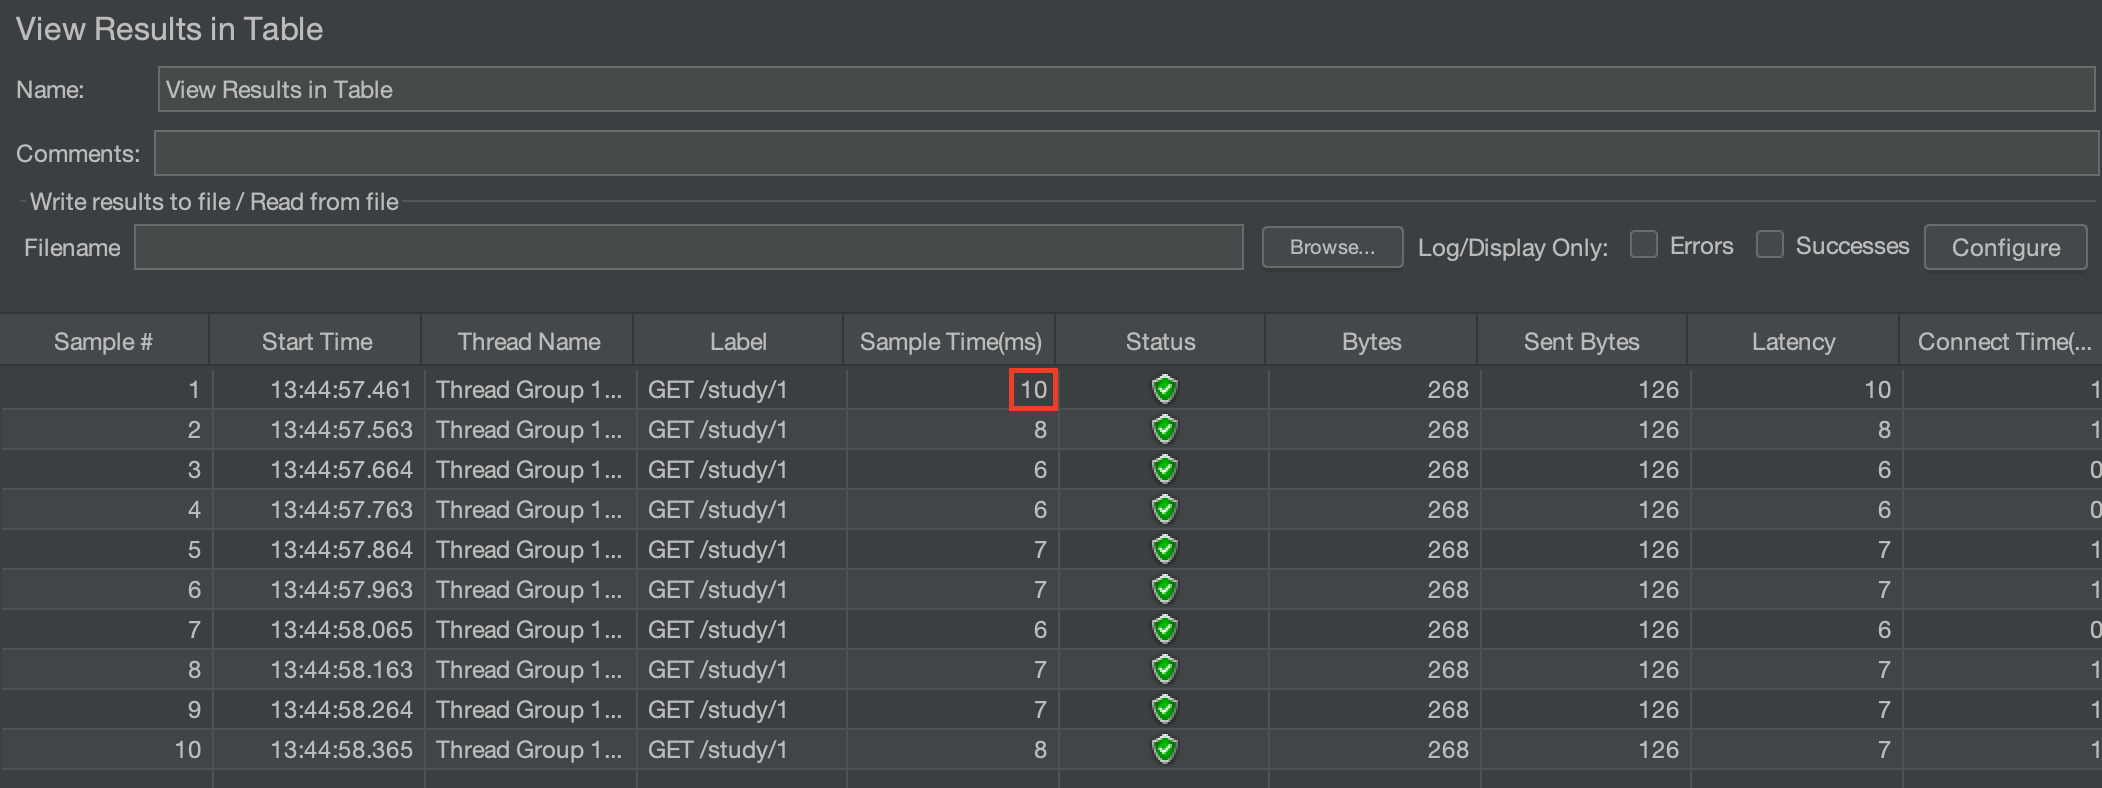 View Results in Table
Name: View Results in Table
Comments:
Write results to file / Read from file
Filename Browse... Log/Display Only: Errors Successes Configure
Sample # Start Time Thread Name Label Sample Time(ms) Status Bytes Sent Bytes Latency Connect Time(...
1 13:44:57.461 Thread Group 1... GET /study/1 10 268 126 10 1
2 13:44:57.563 Thread Group 1... GET /study/1 8 268 126 8 1
3 13:44:57.664 Thread Group 1... GET /study/1 6 268 126 6 0
4 13:44:57.763 Thread Group 1... GET /study/1 6 268 126 6 0
5 13:44:57.864 Thread Group 1... GET /study/1 7 268 126 7 1
6 13:44:57.963 Thread Group 1... GET /study/1 7 268 126 7 1
7 13:44:58.065 Thread Group 1... GET /study/1 6 268 126 6 0
8 13:44:58.163 Thread Group 1... GET /study/1 7 268 126 7 1
9 13:44:58.264 Thread Group 1... GET /study/1 7 268 126 7 1
10 13:44:58.365 Thread Group 1... GET /study/1 8 268 126 7 1